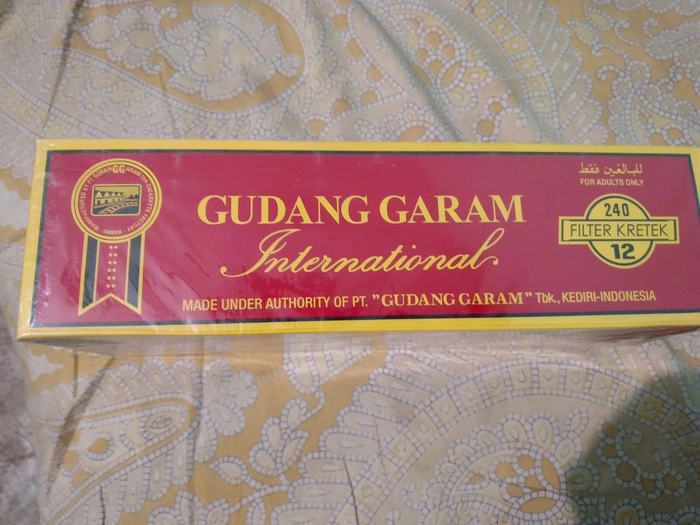 للبالغين فقط
FOR ADULTS ONLY
GG
GUDANG GARAM
International
240
FILTER KRETEK
12
MADE UNDER AUTHORITY OF PT. "GUDANG GARAM" Tbk., KEDIRI-INDONESIA